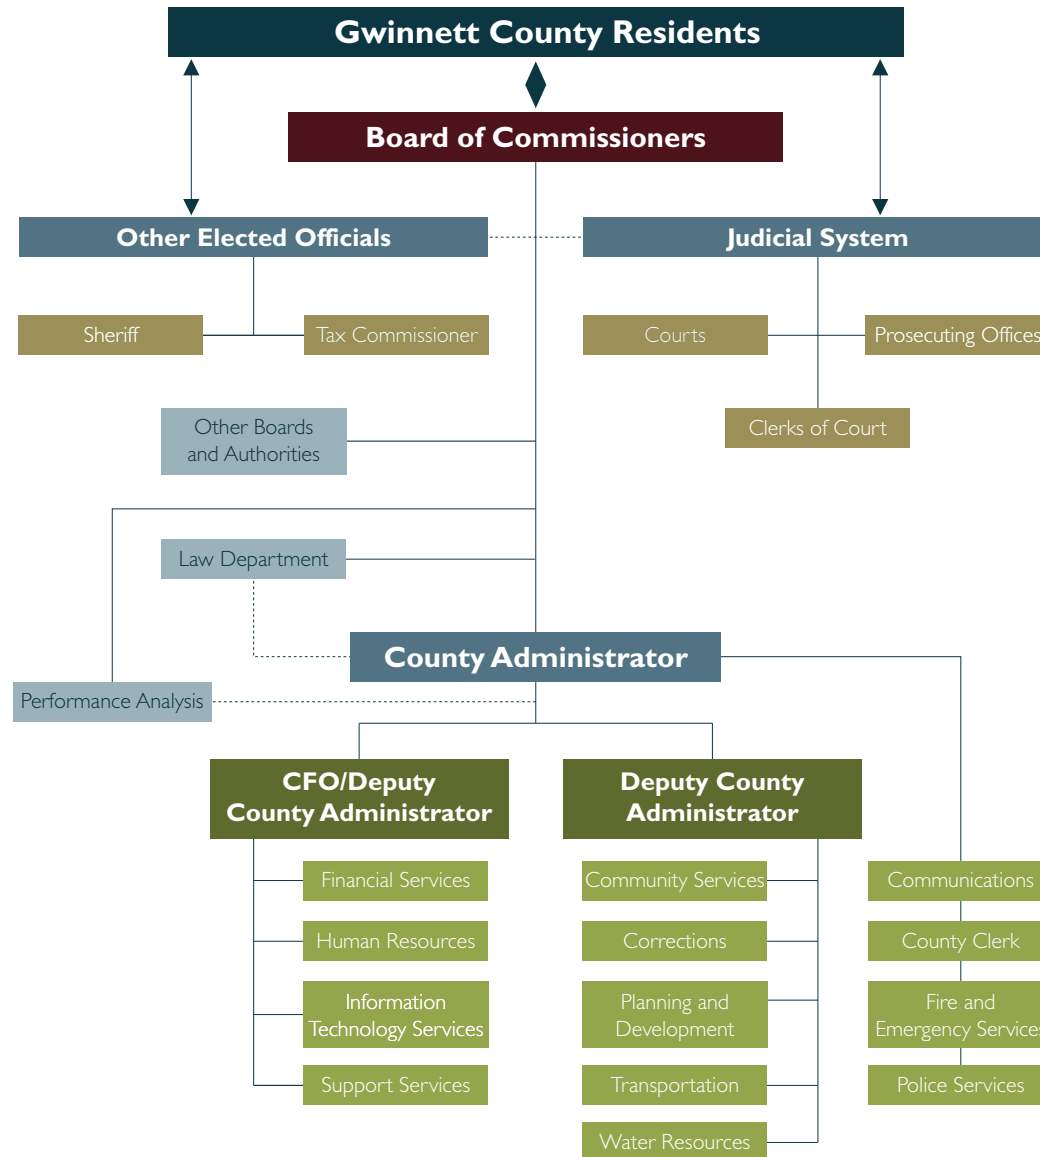 Gwinnett County Residents
Board of Commissioners
Other Elected Officials
Judicial System
Sheriff
Tax Commissioner
Courts
Prosecuting Offices
Clerks of Court
Other Boards
and Authorities
Law Department
County Administrator
Performance Analysis
CFO/Deputy
County Administrator
Deputy County
Administrator
Financial Services
Human Resources
Information
Technology Services
Support Services
Community Services
Corrections
Planning and
Development
Transportation
Water Resources
Communications
County Clerk
Fire and
Emergency Services
Police Services